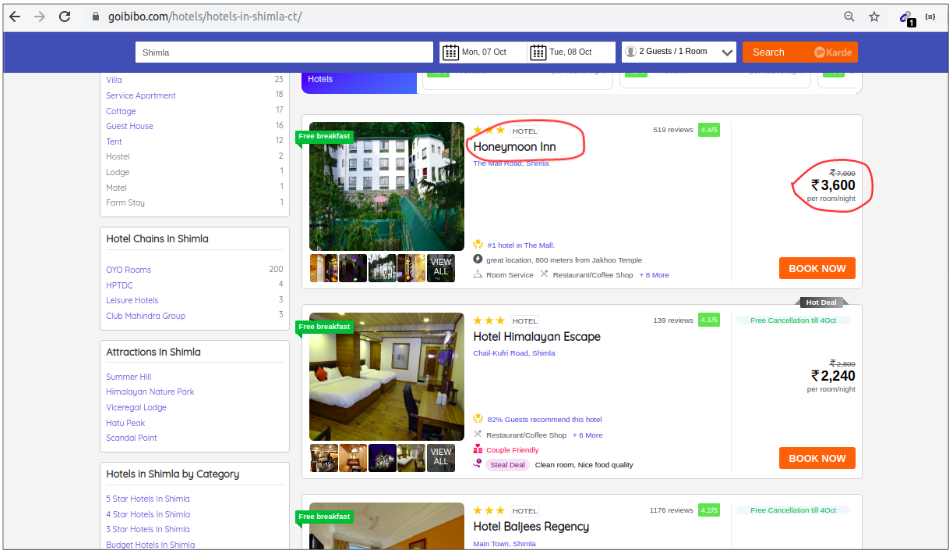 goibibo.com/hotels/hotels-in-shimla-ct/
1
Shimla
Mon, 07 Oct
Tue, 08 Oct
2 Guests / 1 Room
Search
go Karde
Villa 23
Service Apartment 18
Cottage 17
Guest House 16
Tent 12
Hostel 2
Lodge 1
Motel 1
Farm Stay 1
Hotel Chains In Shimla
OYO Rooms 200
HPTDC 4
Leisure Hotels 3
Club Mahindra Group 3
Attractions In Shimla
Summer Hill
Himalayan Nature Park
Viceregal Lodge
Hatu Peak
Scandal Point
Hotels in Shimla by Category
5 Star Hotels In Shimla
4 Star Hotels In Shimla
3 Star Hotels In Shimla
Budget Hotels In Shimla
Hotels
Free breakfast
VIEW ALL
HOTEL
519 reviews 4.4/5
Honeymoon Inn
The Mall Road, Shimla
₹ 7,000
₹ 3,600
per room/night
#1 hotel in The Mall.
great location, 800 meters from Jakhoo Temple
Room Service Restaurant/Coffee Shop + 8 More
BOOK NOW
Hot Deal
Free breakfast
VIEW ALL
HOTEL
139 reviews 4.1/5
Free Cancellation till 4Oct
Hotel Himalayan Escape
Chail-Kufri Road, Shimla
₹ 2,800
₹ 2,240
per room/night
82% Guests recommend this hotel
Restaurant/Coffee Shop + 6 More
Couple Friendly
Steal Deal Clean room, Nice food quality
BOOK NOW
Free breakfast
HOTEL
1176 reviews 4.2/5
Free Cancellation till 4Oct
Hotel Baljees Regency
Main Town, Shimla